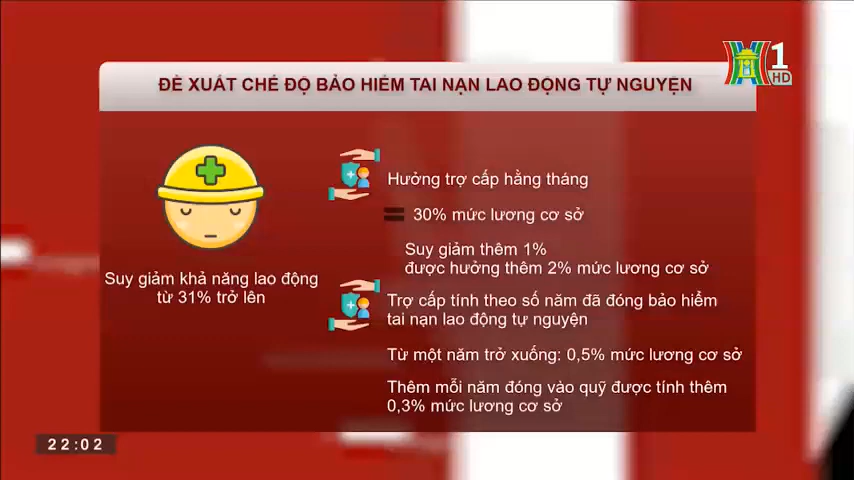 ĐỀ XUẤT CHẾ ĐỘ BẢO HIỂM TAI NẠN LAO ĐỘNG TỰ NGUYỆN
H1
HD
Hưởng trợ cấp hằng tháng
= 30% mức lương cơ sở
Suy giảm thêm 1%
được hưởng thêm 2% mức lương cơ sở
Suy giảm khả năng lao động
từ 31% trở lên
Trợ cấp tính theo số năm đã đóng bảo hiểm
tai nạn lao động tự nguyện
Từ một năm trở xuống: 0,5% mức lương cơ sở
Thêm mỗi năm đóng vào quỹ được tính thêm
0,3% mức lương cơ sở
22:02